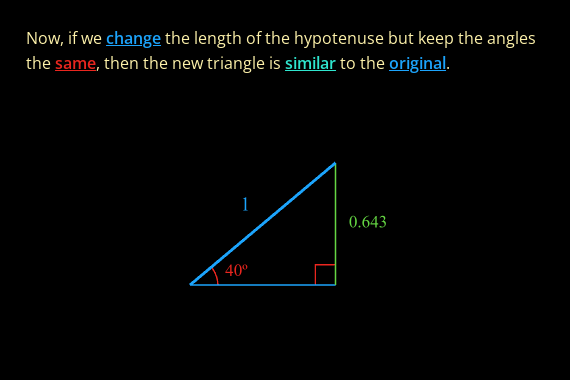 Now, if we change the length of the hypotenuse but keep the angles
the same, then the new triangle is similar to the original.
1
0.643
40º